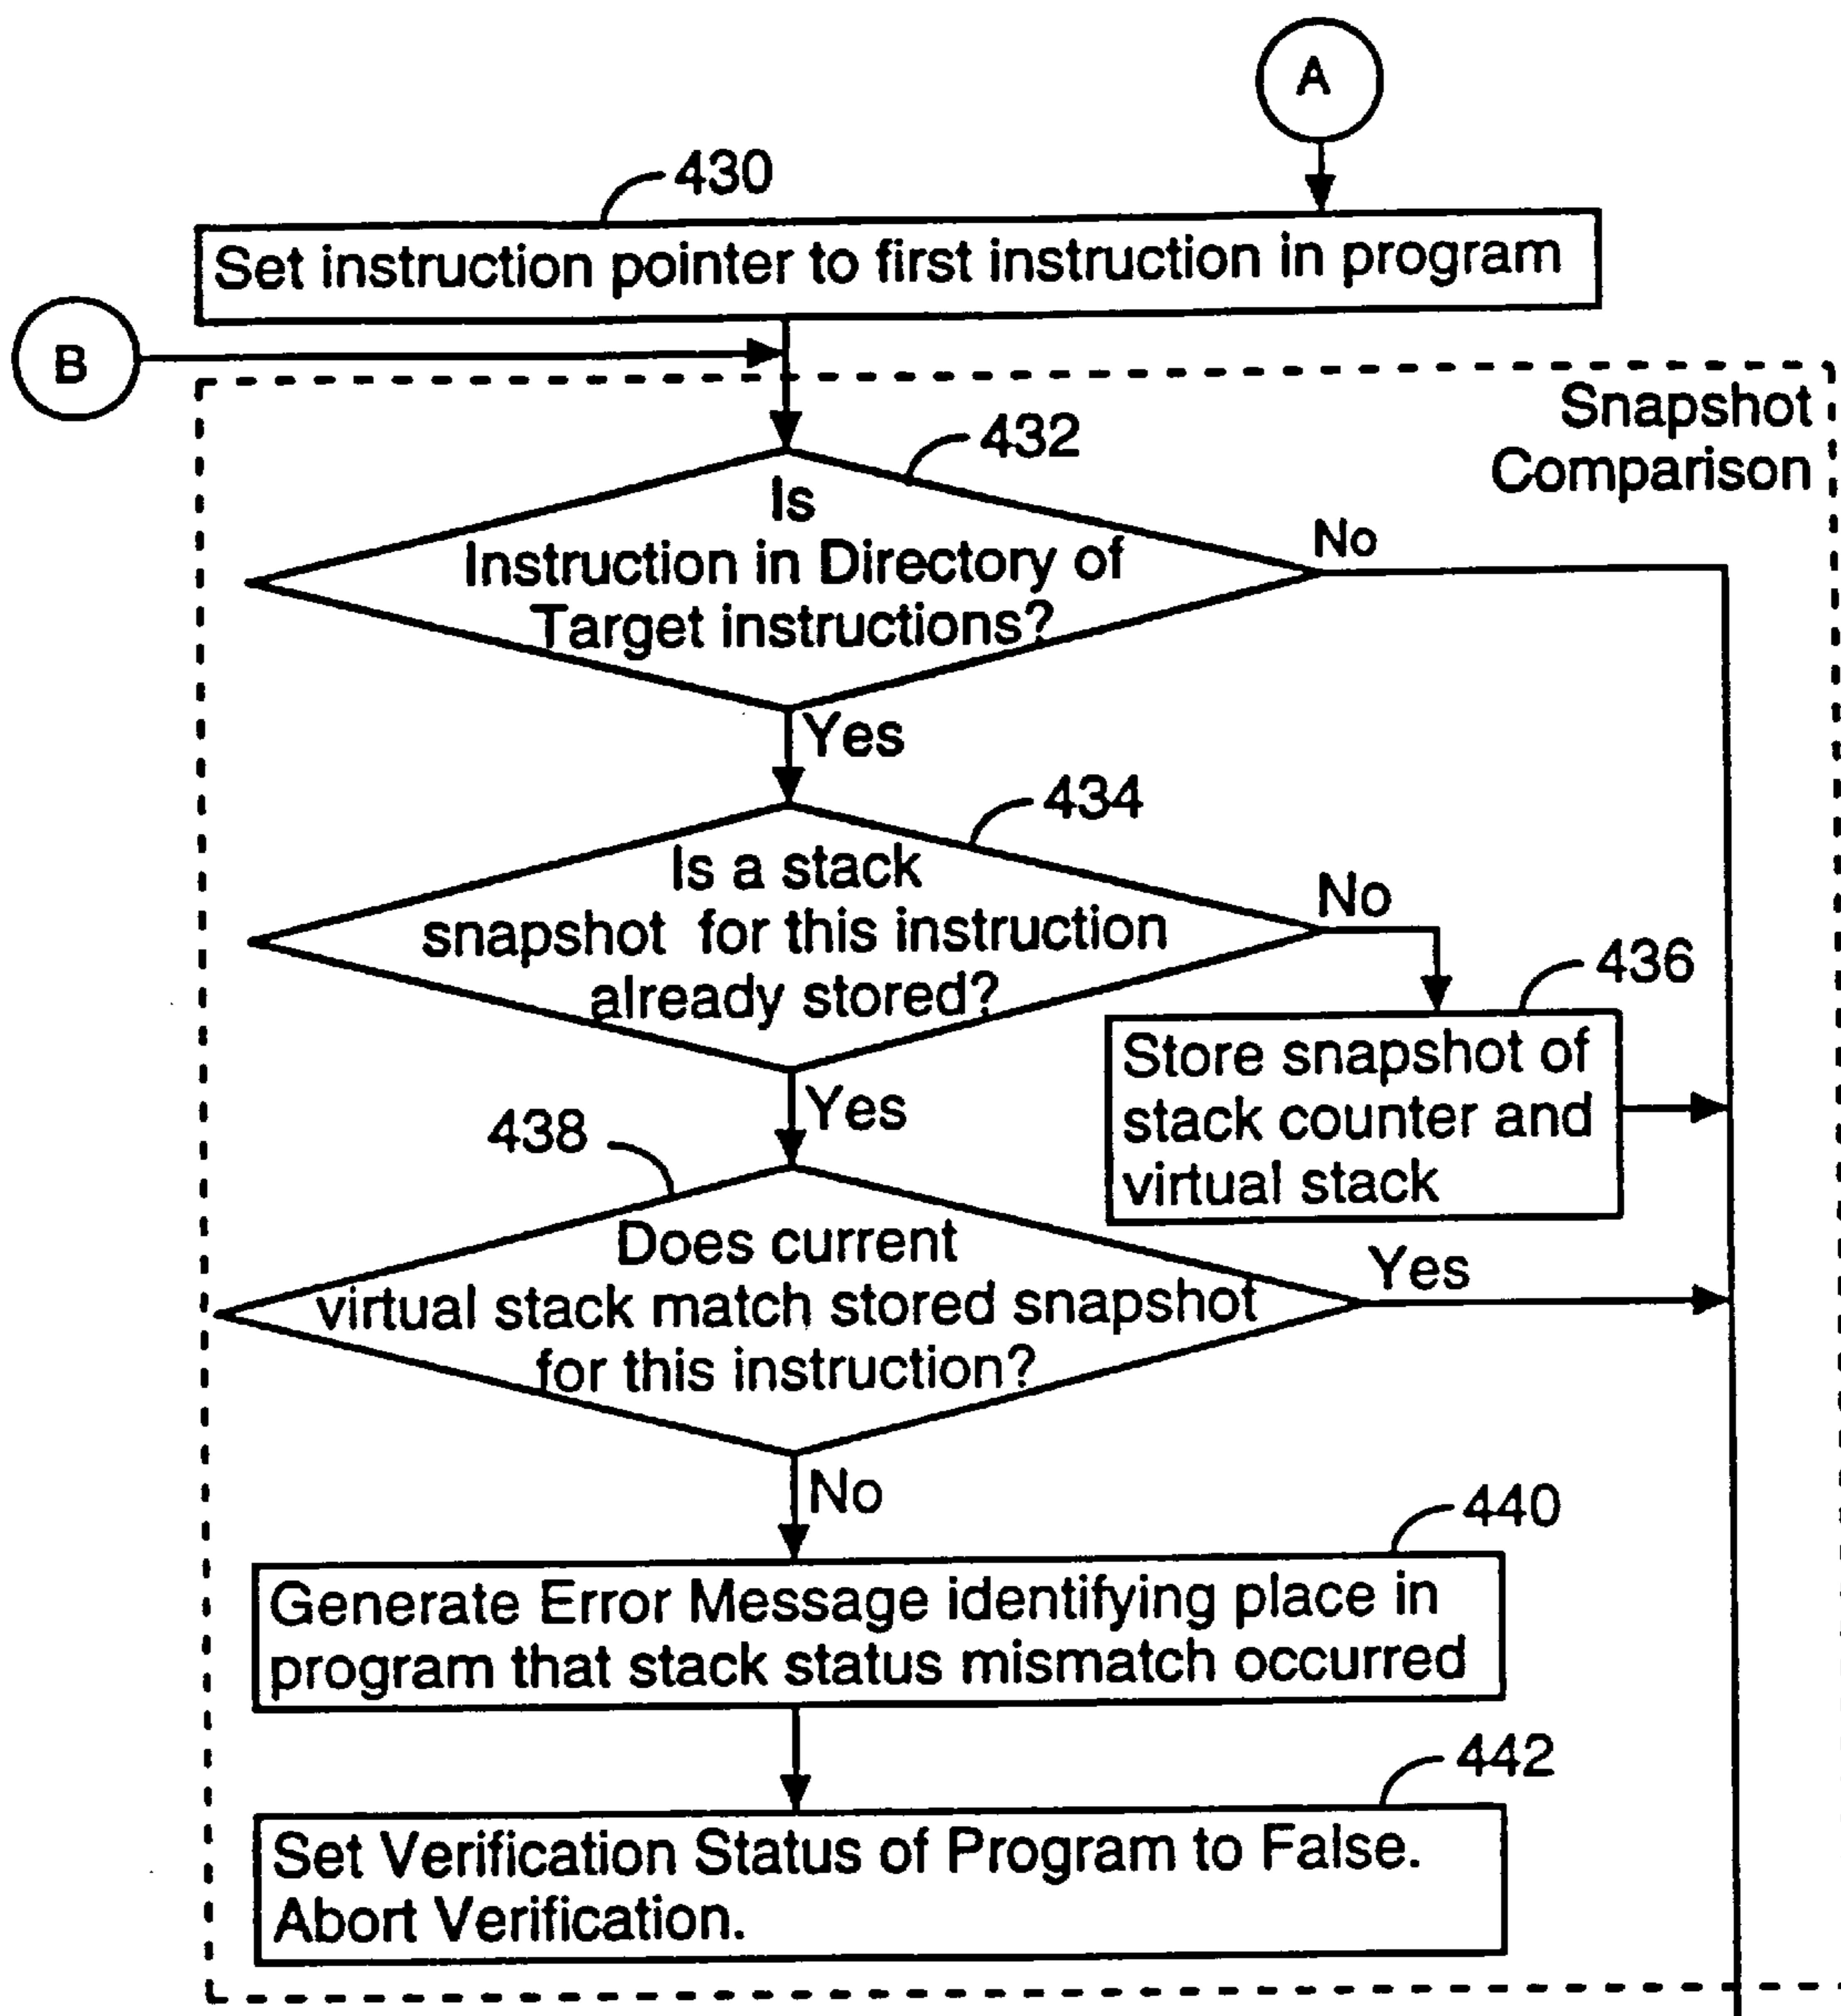 A
430
Set instruction pointer to first instruction in program
B
Snapshot
Comparison
432
Is
Instruction in Directory of
Target instructions?
No
Yes
434
Is a stack
snapshot for this instruction
already stored?
No
436
Store snapshot of
stack counter and
virtual stack
Yes
438
Does current
virtual stack match stored snapshot
for this instruction?
Yes
No
440
Generate Error Message identifying place in
program that stack status mismatch occurred
442
Set Verification Status of Program to False.
Abort Verification.